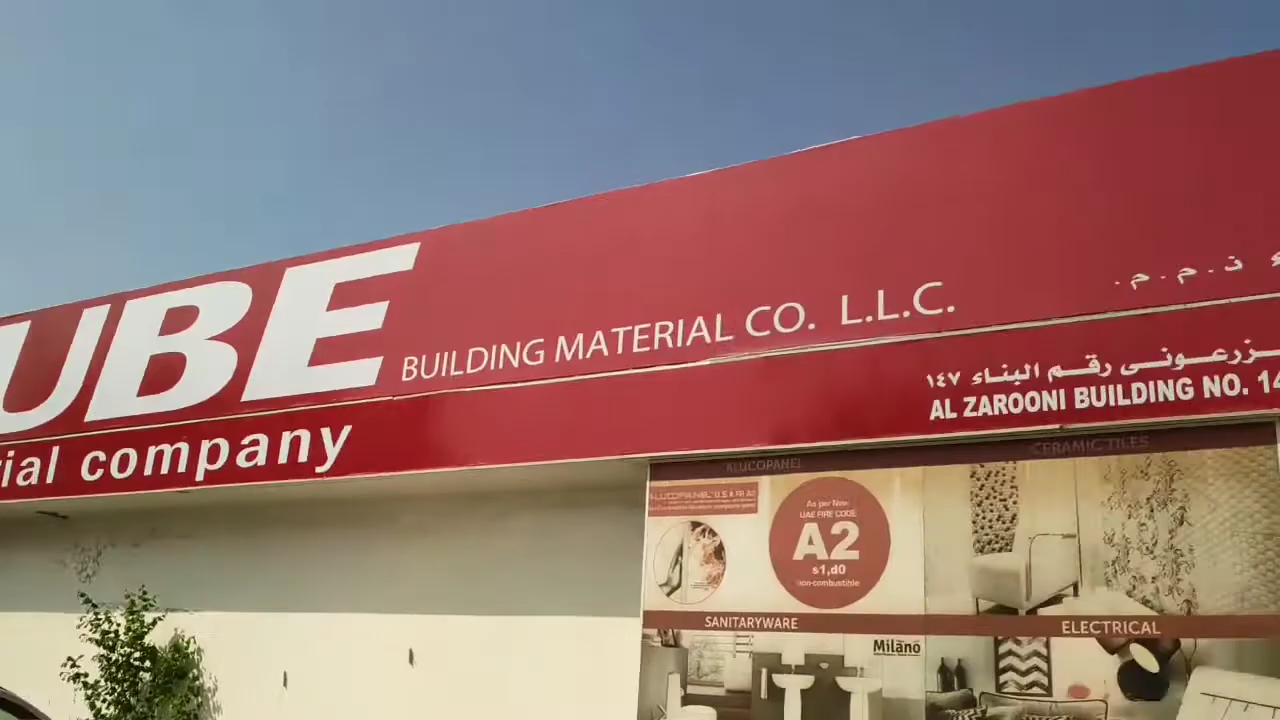 UBE BUILDING MATERIAL CO. L.L.C.
ذ.م.م.
ial company
رقم البناء ١٤٧
AL ZAROONI BUILDING NO. 14
ALUCOPANEL
CERAMIC TILES
As per New
UAE FIRE CODE
A2
s1,d0
non-combustible
SANITARYWARE
ELECTRICAL
Milano